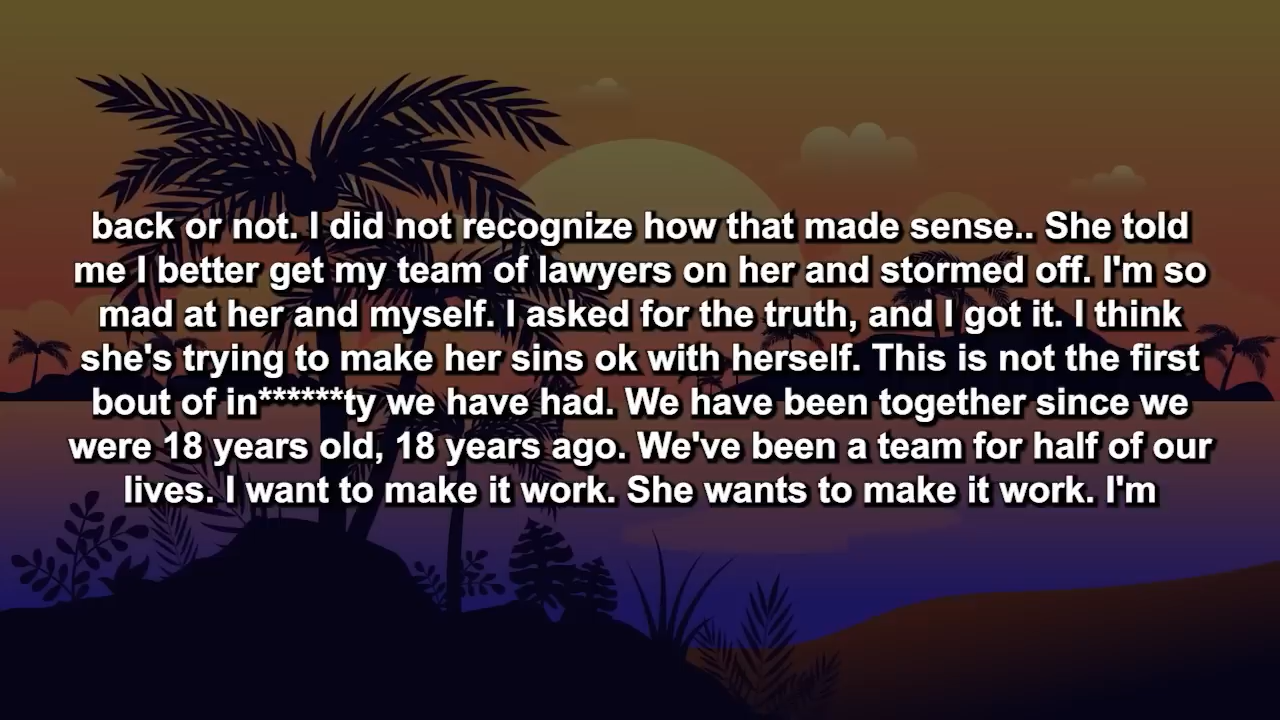 back or not. I did not recognize how that made sense.. She told
me I better get my team of lawyers on her and stormed off. I'm so
mad at her and myself. I asked for the truth, and I got it. I think
she's trying to make her sins ok with herself. This is not the first
bout of in******ty we have had. We have been together since we
were 18 years old, 18 years ago. We've been a team for half of our
lives. I want to make it work. She wants to make it work. I'm